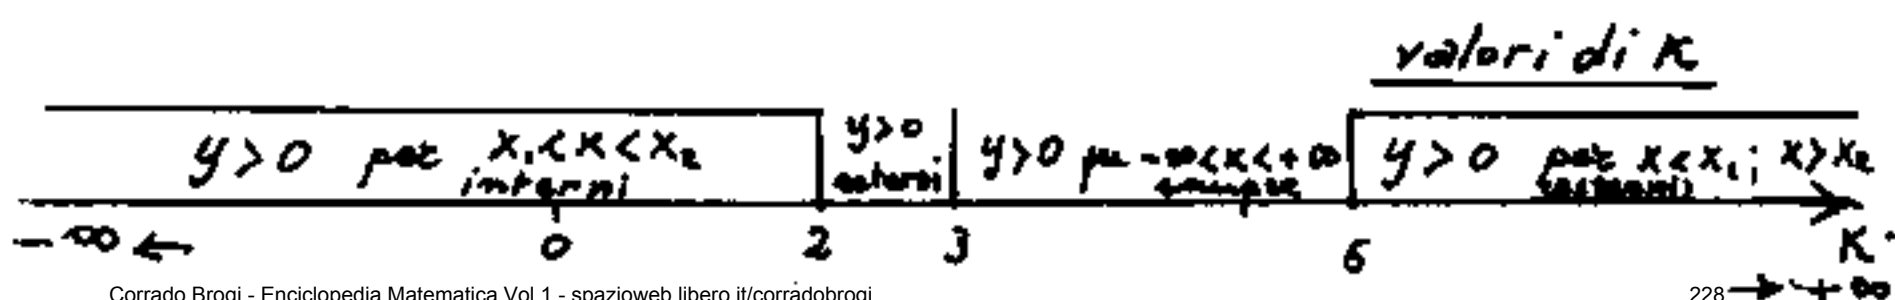 valori di K
y > 0 per x₁ < x < x₂
interni
y > 0
esterni
y > 0 per -∞ < x < +∞
sempre
y > 0 per x < x₁; x > x₂
esterni
-∞ ← 0 2 3 6 K
→ +∞
Corrado Brogi - Enciclopedia Matematica Vol 1 - spazioweb.libero.it/corradobrogi 228